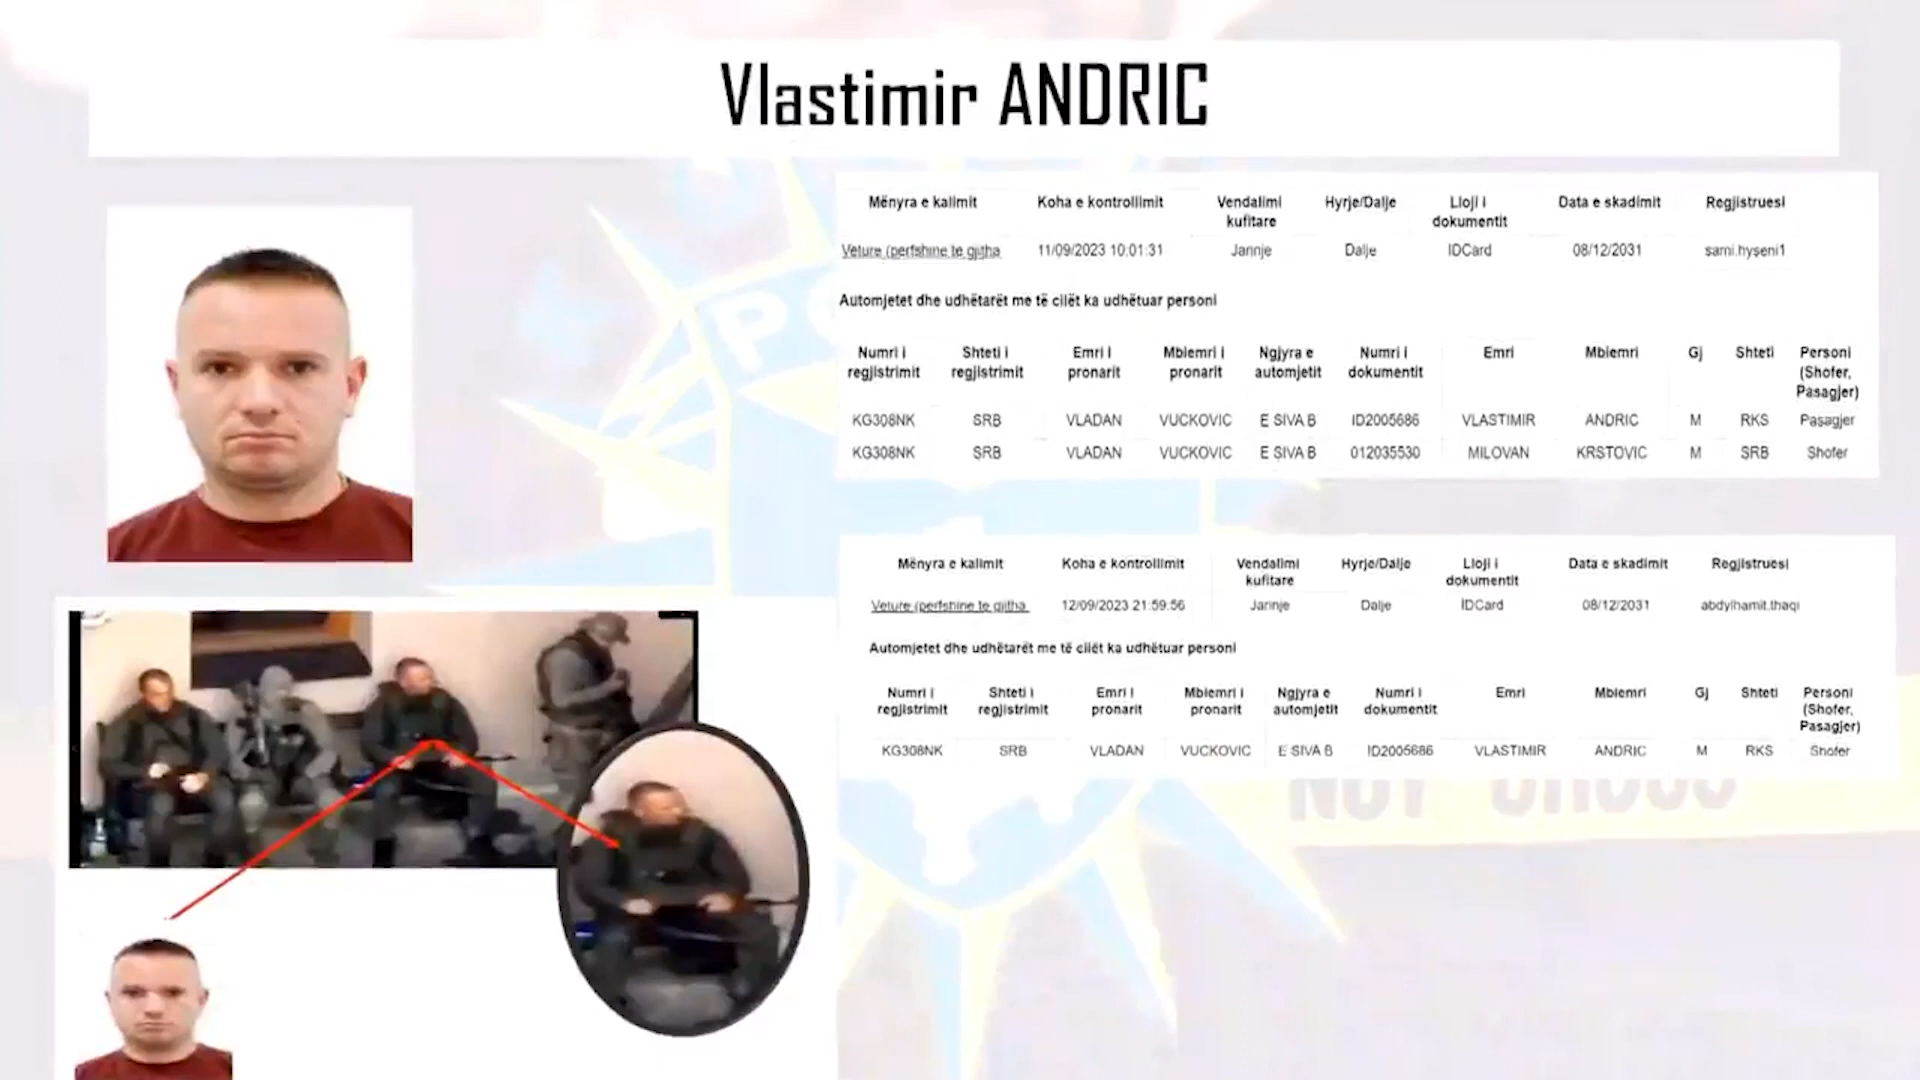 Vlastimir ANDRIC
Mënyra e kalimit Koha e kontrollimit Vendalimi kufitare Hyrje/Dalje Lloji i dokumentit Data e skadimit Regjistruesi
Veture (perfshine te gjitha 11/09/2023 10:01:31 Jarinje Dalje IDCard 08/12/2031 sami.hyseni1
Automjetet dhe udhëtarët me të cilët ka udhëtuar personi
Numri i regjistrimit Shteti i regjistrimit Emri i pronarit Mbiemri i pronarit Ngjyra e automjetit Numri i dokumentit Emri Mbiemri Gj Shteti Personi (Shofer, Pasagjer)
KG308NK SRB VLADAN VUCKOVIC E SIVA B ID2005686 VLASTIMIR ANDRIC M RKS Pasagjer
KG308NK SRB VLADAN VUCKOVIC E SIVA B 012035530 MILOVAN KRSTOVIC M SRB Shofer
Mënyra e kalimit Koha e kontrollimit Vendalimi kufitare Hyrje/Dalje Lloji i dokumentit Data e skadimit Regjistruesi
Veture (perfshine te gjitha 12/09/2023 21:59:56 Jarinje Dalje IDCard 08/12/2031 abdylhamit.thaqi
Automjetet dhe udhëtarët me të cilët ka udhëtuar personi
Numri i regjistrimit Shteti i regjistrimit Emri i pronarit Mbiemri i pronarit Ngjyra e automjetit Numri i dokumentit Emri Mbiemri Gj Shteti Personi (Shofer, Pasagjer)
KG308NK SRB VLADAN VUCKOVIC E SIVA B ID2005686 VLASTIMIR ANDRIC M RKS Shofer